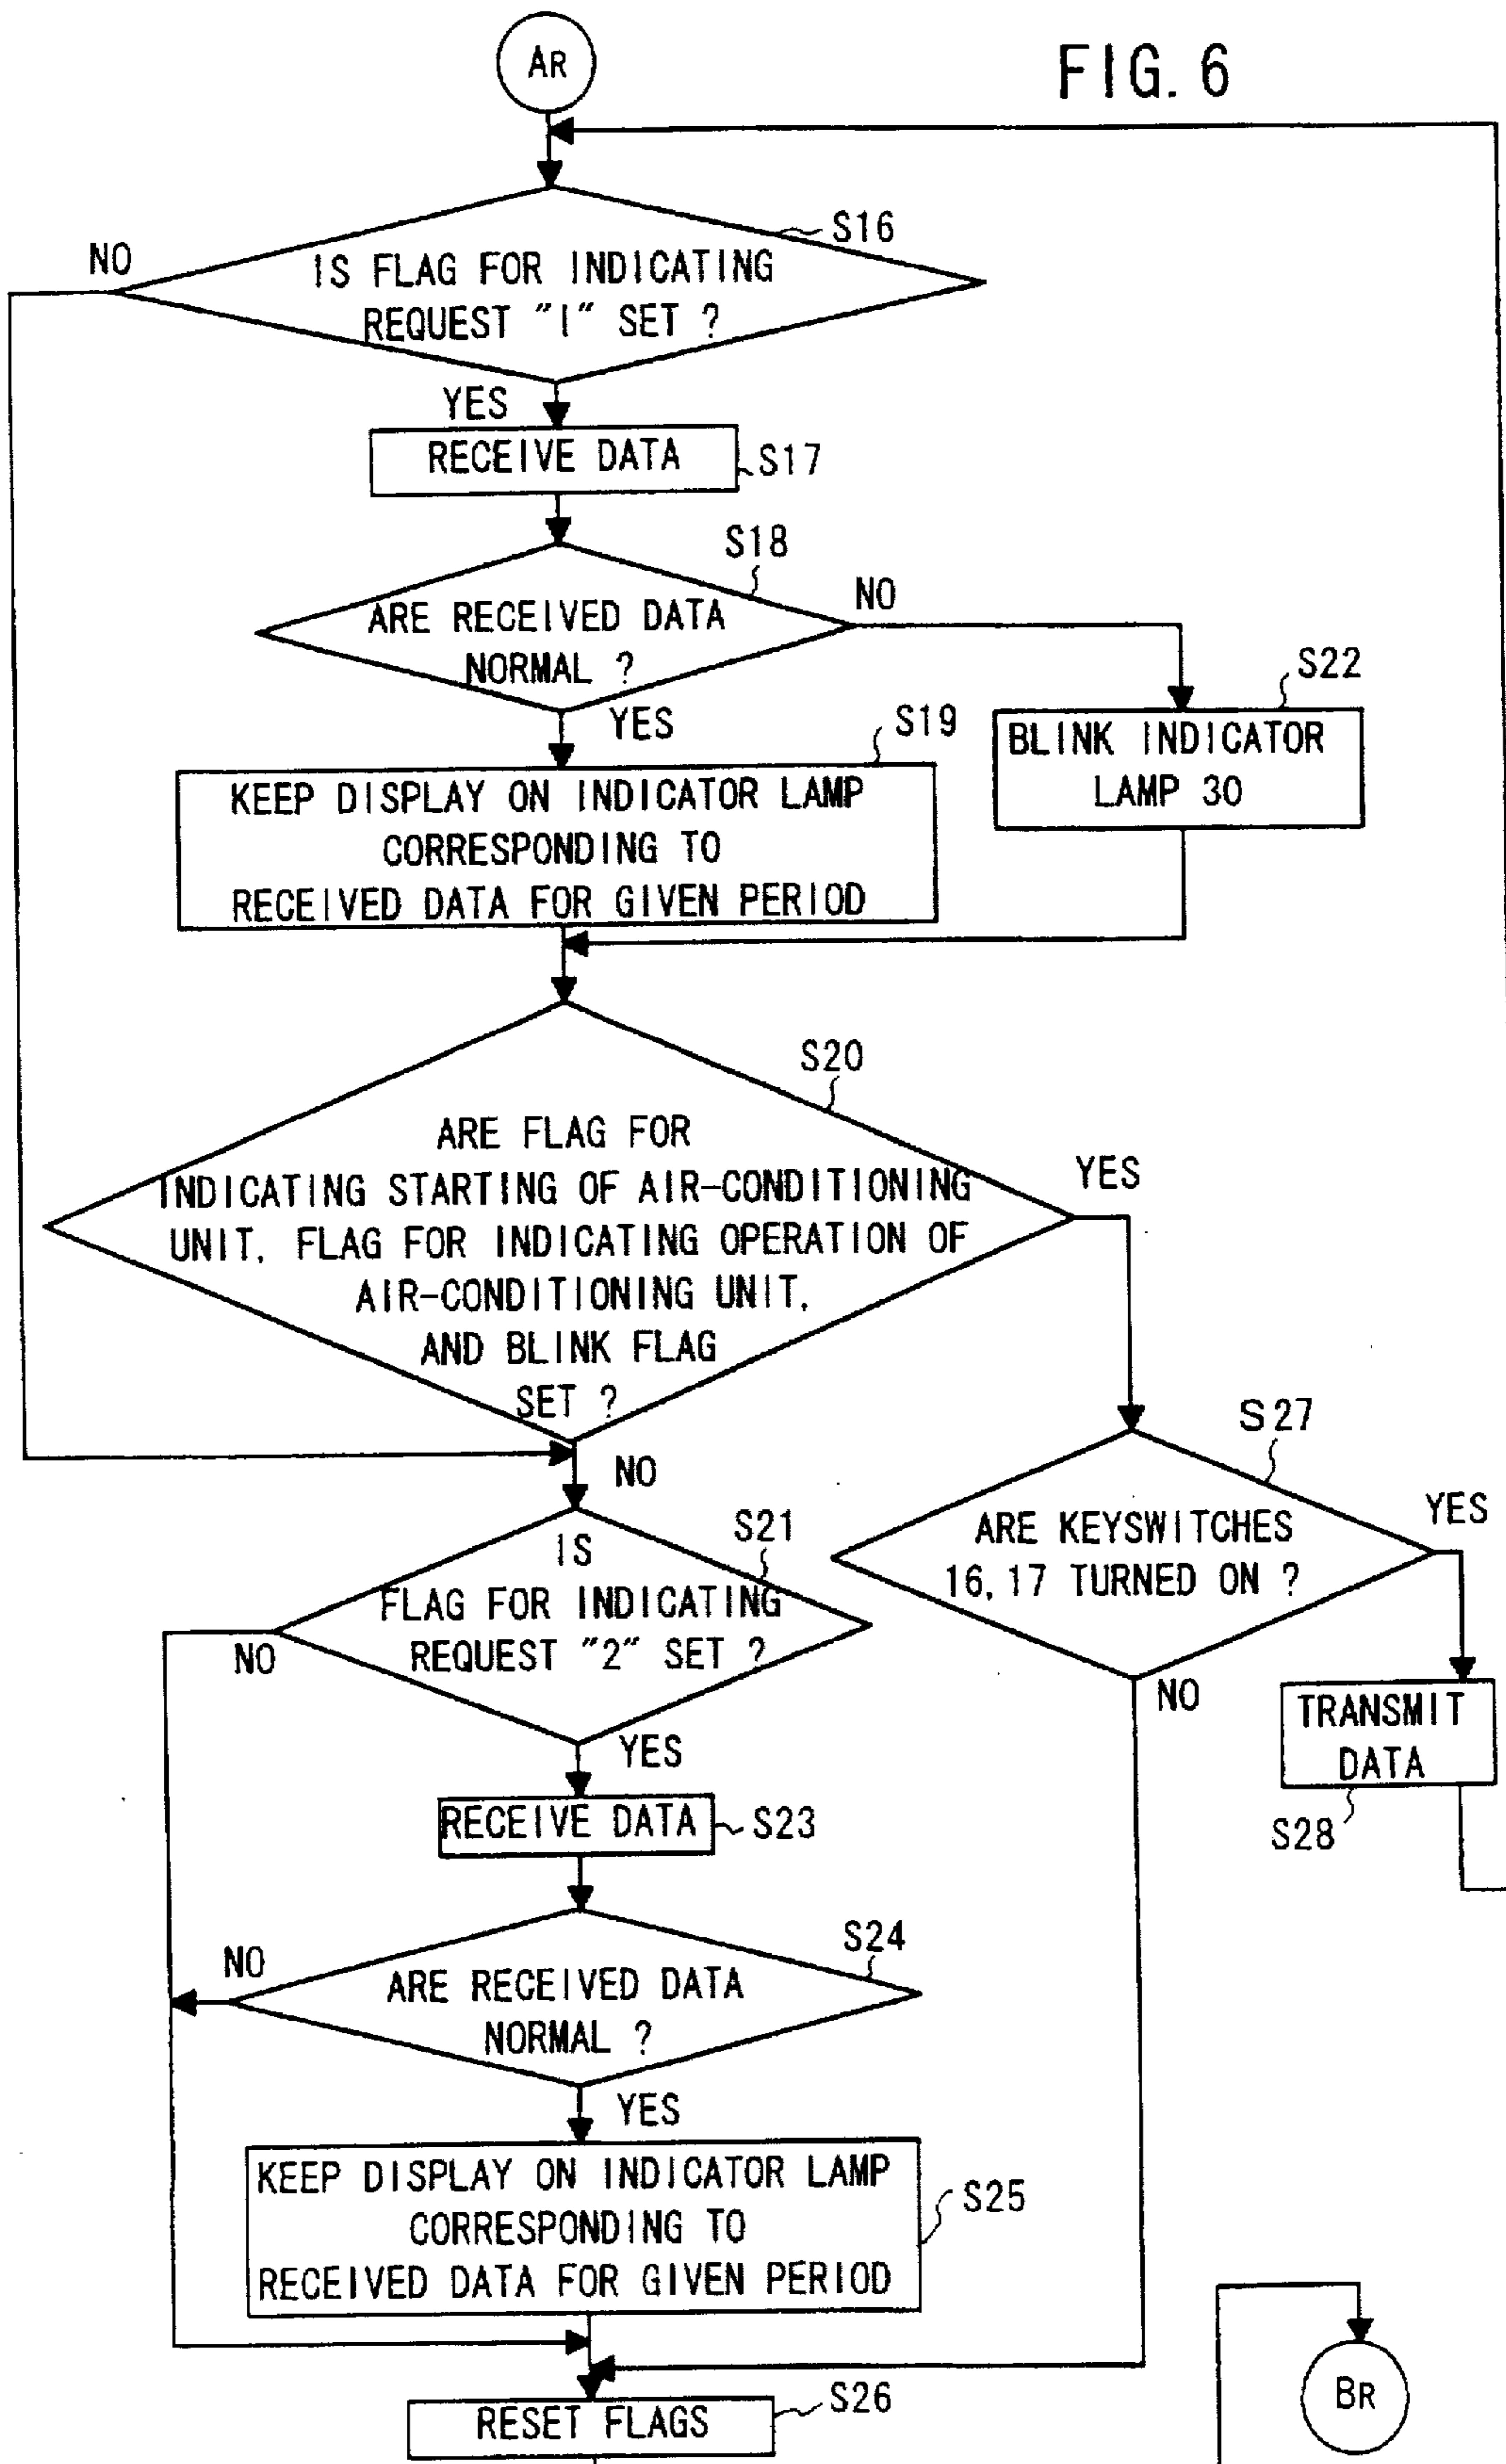 AR
FIG. 6
S16
NO
IS FLAG FOR INDICATING
REQUEST "1" SET ?
YES
RECEIVE DATA
S17
S18
NO
ARE RECEIVED DATA
NORMAL ?
S22
YES
S19
BLINK INDICATOR
LAMP 30
KEEP DISPLAY ON INDICATOR LAMP
CORRESPONDING TO
RECEIVED DATA FOR GIVEN PERIOD
S20
ARE FLAG FOR
INDICATING STARTING OF AIR-CONDITIONING
UNIT, FLAG FOR INDICATING OPERATION OF
AIR-CONDITIONING UNIT,
AND BLINK FLAG
SET ?
YES
S27
NO
ARE KEYSWITCHES
16, 17 TURNED ON ?
YES
S21
IS
FLAG FOR INDICATING
REQUEST "2" SET ?
NO
NO
TRANSMIT
DATA
S28
YES
RECEIVE DATA
S23
S24
NO
ARE RECEIVED DATA
NORMAL ?
YES
KEEP DISPLAY ON INDICATOR LAMP
CORRESPONDING TO
RECEIVED DATA FOR GIVEN PERIOD
S25
S26
RESET FLAGS
BR